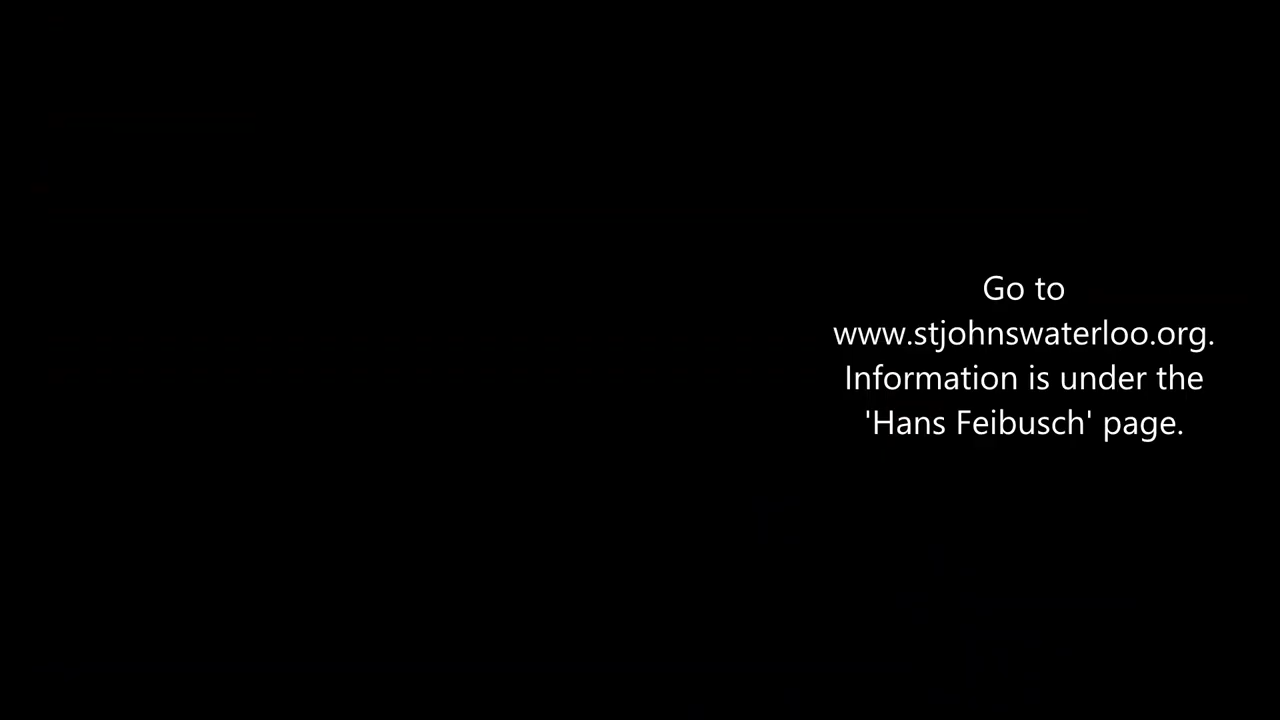 Go to
www.stjohnswaterloo.org.
Information is under the
'Hans Feibusch' page.